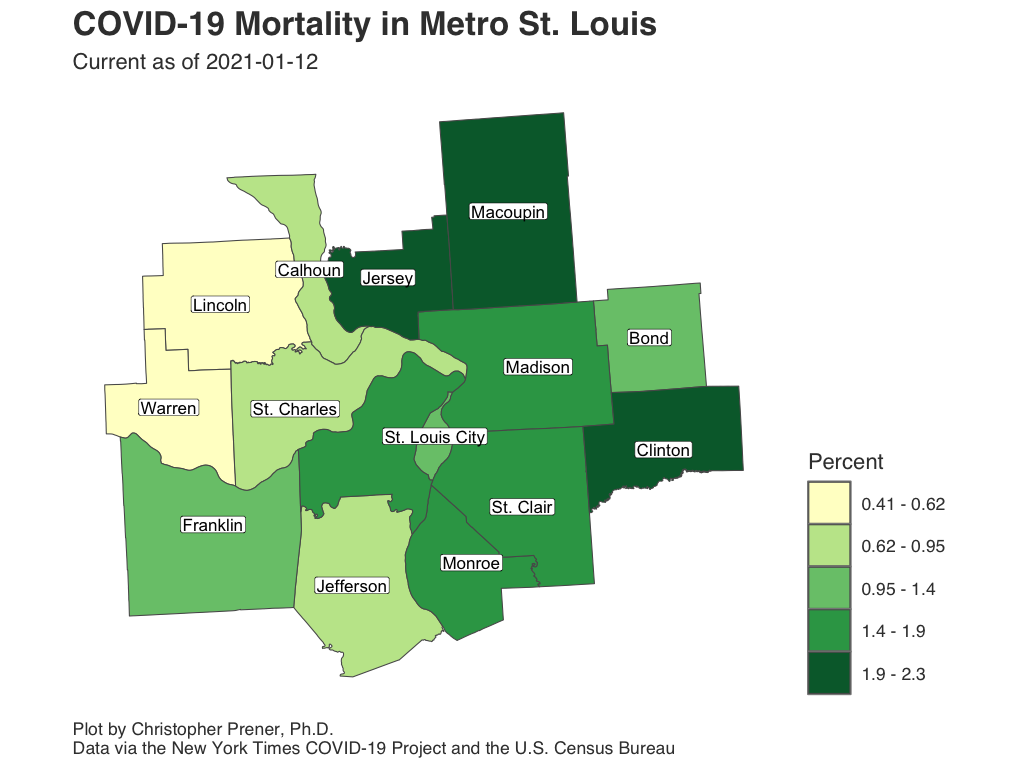 COVID-19 Mortality in Metro St. Louis
Current as of 2021-01-12
Macoupin
Calhoun
Jersey
Lincoln
Bond
Madison
Warren
St. Charles
St. Louis City
Clinton
St. Clair
Franklin
Monroe
Jefferson
Percent
0.41 - 0.62
0.62 - 0.95
0.95 - 1.4
1.4 - 1.9
1.9 - 2.3
Plot by Christopher Prener, Ph.D.
Data via the New York Times COVID-19 Project and the U.S. Census Bureau